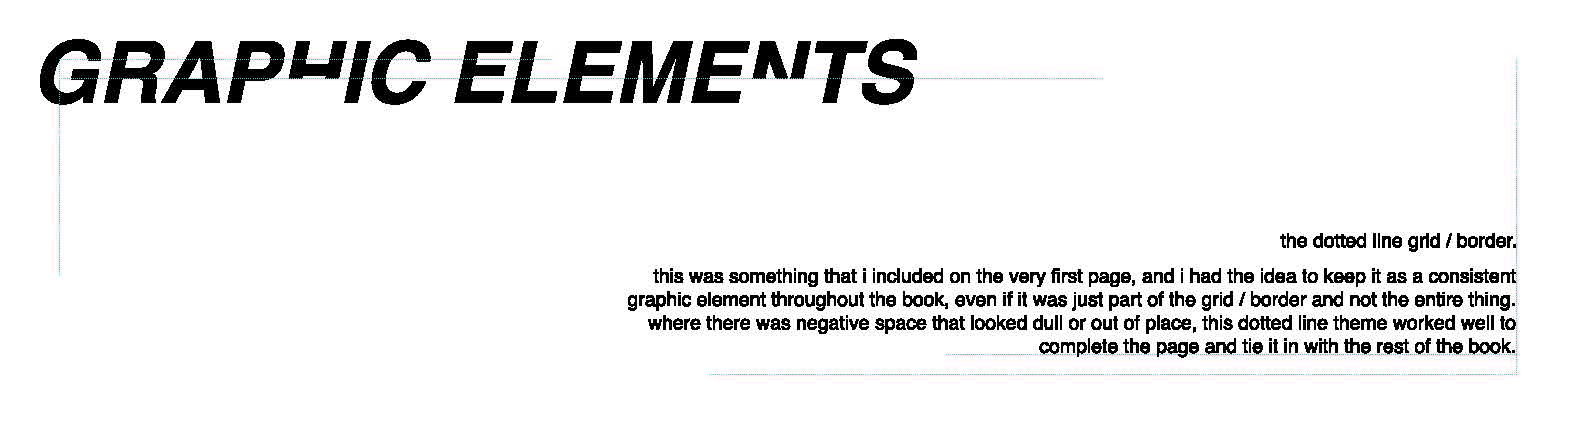 GRAPHIC ELEMENTS
the dotted line grid / border.
this was something that i included on the very first page, and i had the idea to keep it as a consistent
graphic element throughout the book, even if it was just part of the grid / border and not the entire thing.
where there was negative space that looked dull or out of place, this dotted line theme worked well to
complete the page and tie it in with the rest of the book.